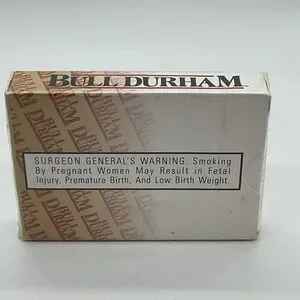 BULL DURHAM™
SURGEON GENERAL'S WARNING: Smoking
By Pregnant Women May Result in Fetal
Injury, Premature Birth, And Low Birth Weight.